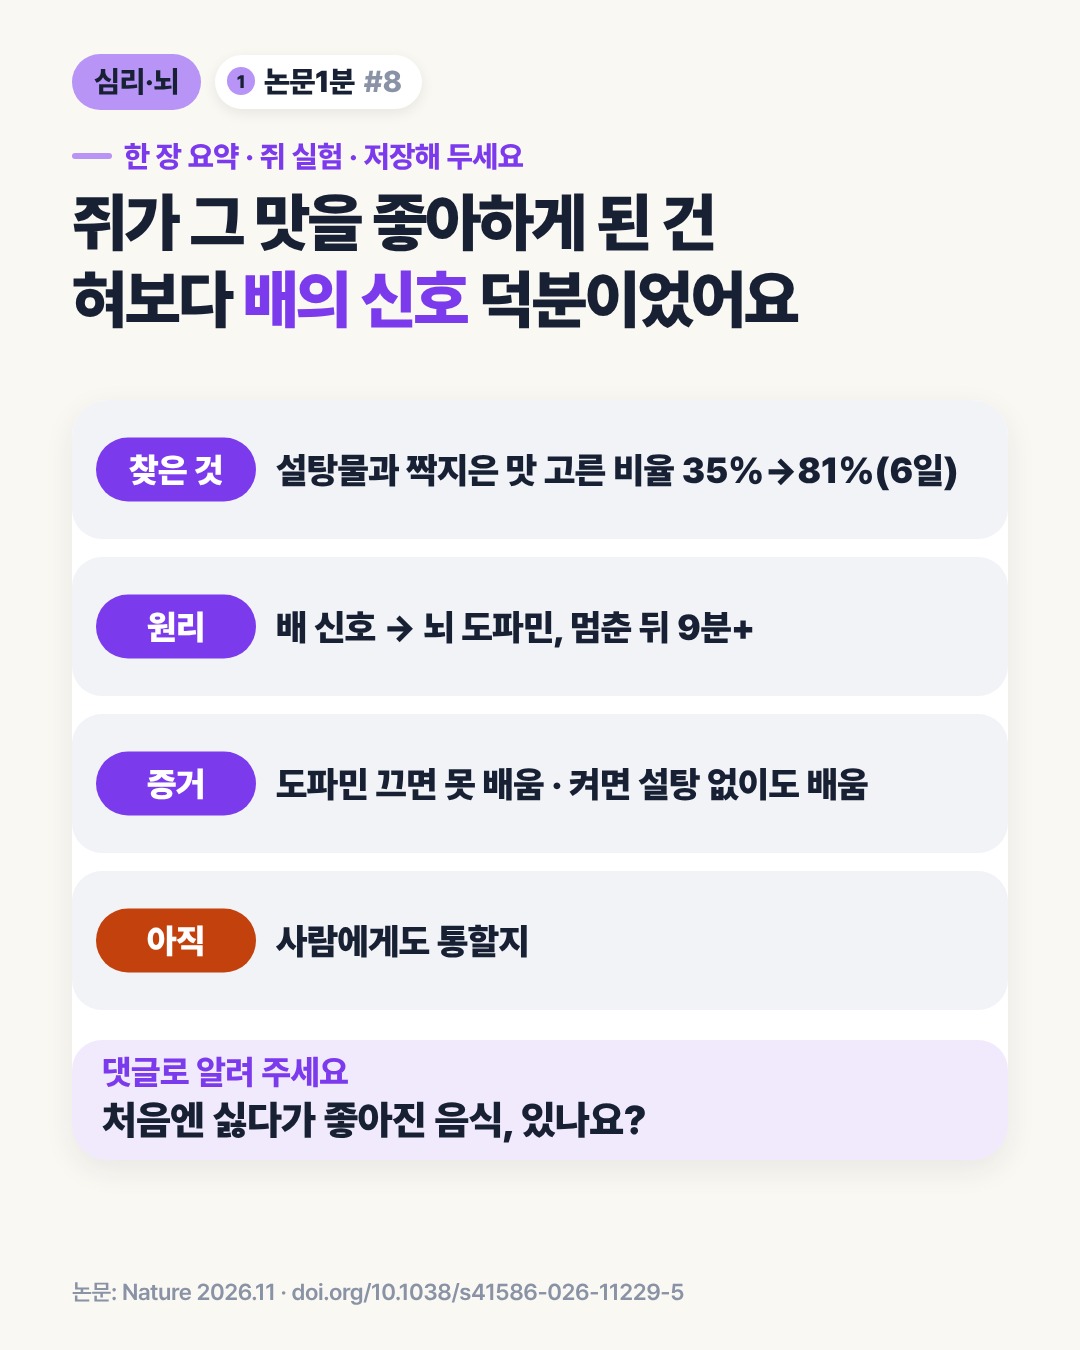 심리·뇌
1 논문1분 #8
한 장 요약 · 쥐 실험 · 저장해 두세요
쥐가 그 맛을 좋아하게 된 건
혀보다 배의 신호 덕분이었어요
찾은 것 설탕물과 짝지은 맛 고른 비율 35%→81%(6일)
원리 배 신호 → 뇌 도파민, 멈춘 뒤 9분+
증거 도파민 끄면 못 배움 · 켜면 설탕 없이도 배움
아직 사람에게도 통할지
댓글로 알려 주세요
처음엔 싫다가 좋아진 음식, 있나요?
논문: Nature 2026.11 · doi.org/10.1038/s41586-026-11229-5